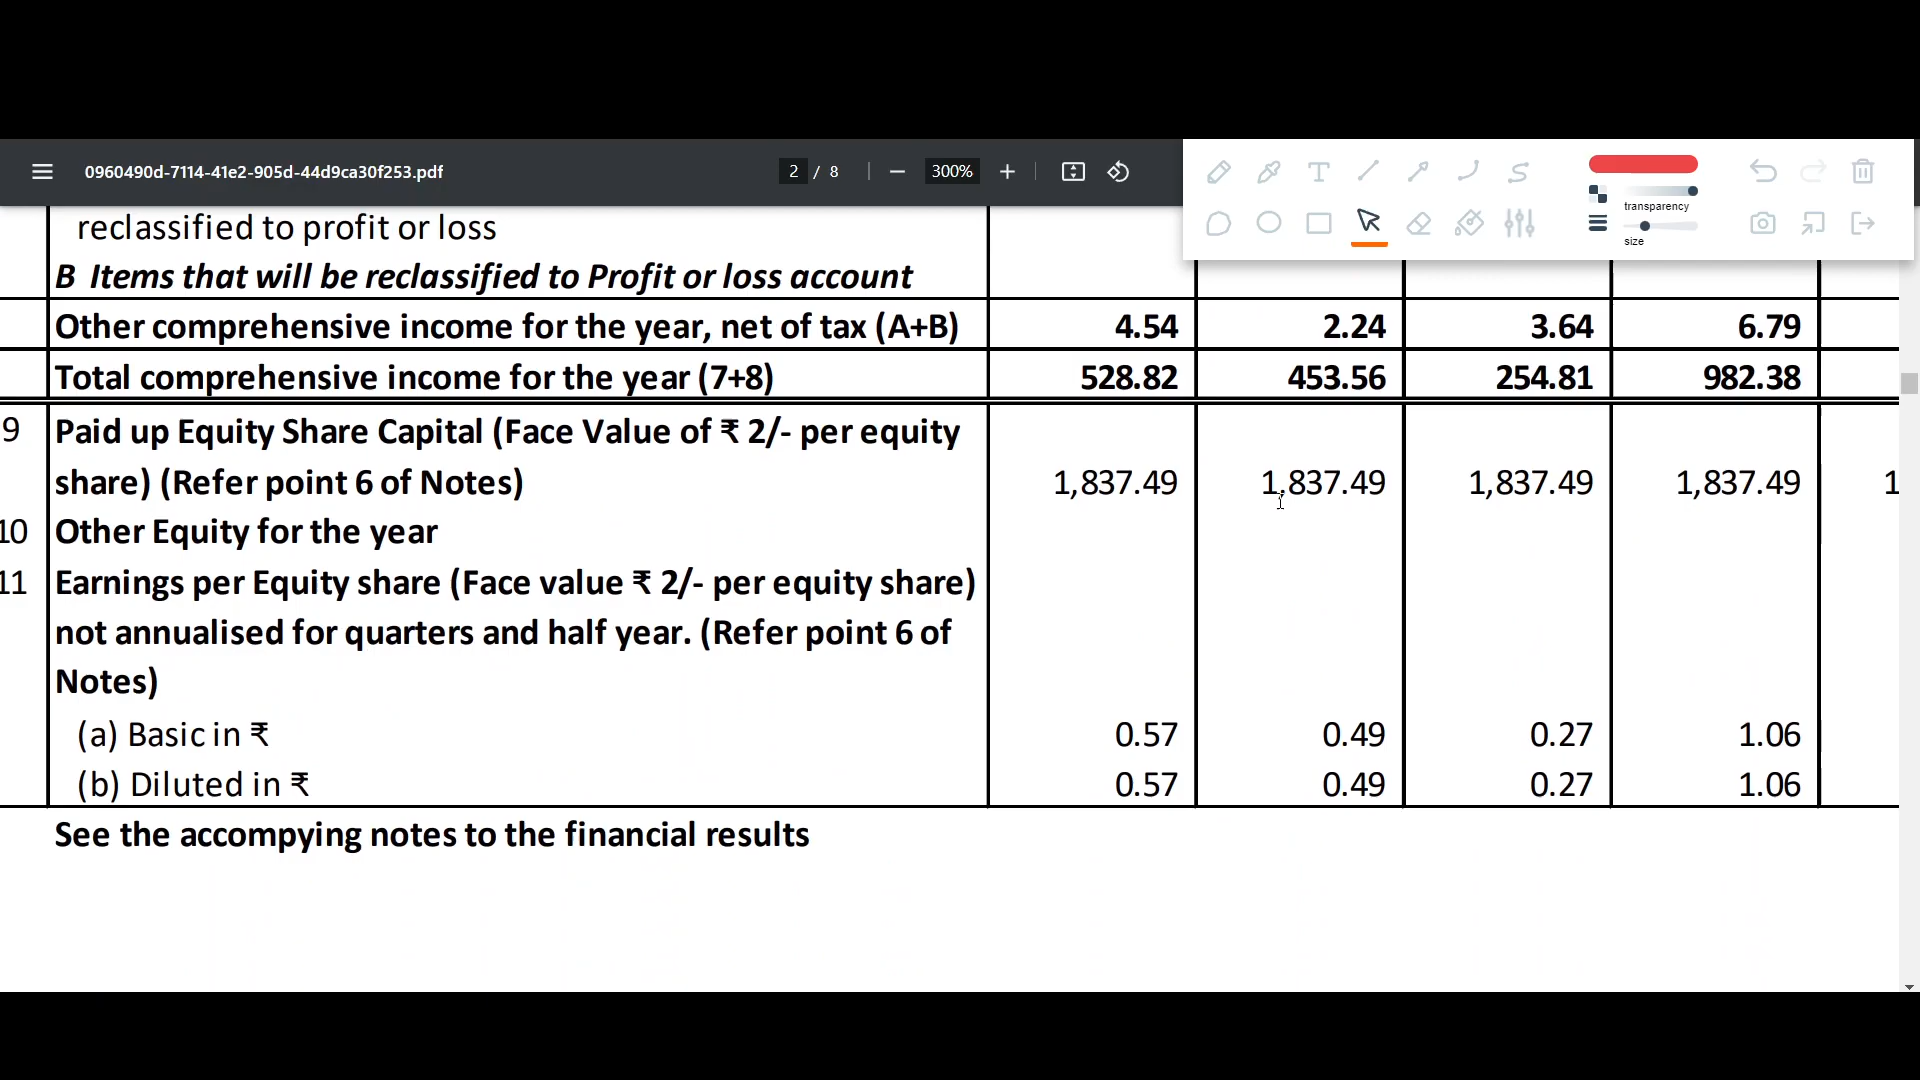 0960490d-7114-41e2-905d-44d9ca30f253.pdf 2 / 8 300%
transparency
size
reclassified to profit or loss
B Items that will be reclassified to Profit or loss account
Other comprehensive income for the year, net of tax (A+B) 4.54 2.24 3.64 6.79
Total comprehensive income for the year (7+8) 528.82 453.56 254.81 982.38
9 Paid up Equity Share Capital (Face Value of ₹ 2/- per equity
share) (Refer point 6 of Notes) 1,837.49 1,837.49 1,837.49 1,837.49 1
10 Other Equity for the year
11 Earnings per Equity share (Face value ₹ 2/- per equity share)
not annualised for quarters and half year. (Refer point 6 of
Notes)
(a) Basic in ₹ 0.57 0.49 0.27 1.06
(b) Diluted in ₹ 0.57 0.49 0.27 1.06
See the accompying notes to the financial results